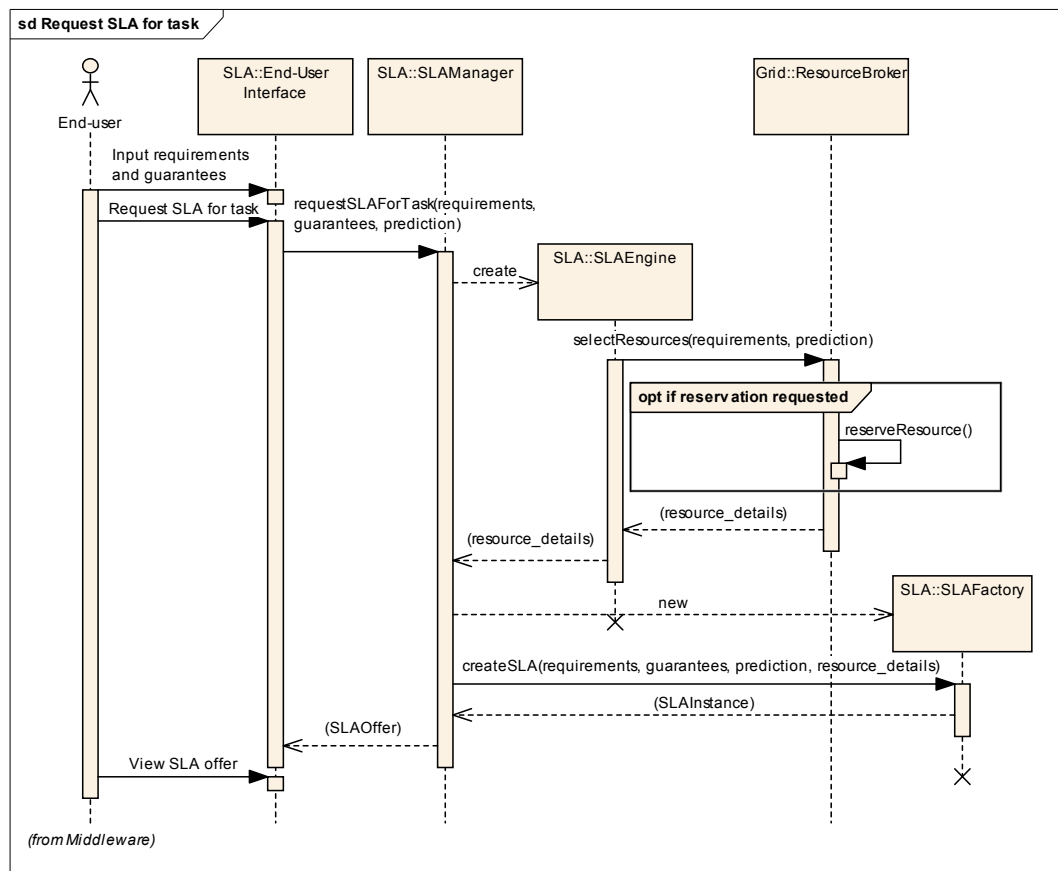 sd Request SLA for task
End-user
SLA::End-User
Interface
SLA::SLAManager
Grid::ResourceBroker
Input requirements
and guarantees
Request SLA for task
requestSLAForTask(requirements,
guarantees, prediction)
create
SLA::SLAEngine
selectResources(requirements, prediction)
opt if reservation requested
reserveResource()
(resource_details)
(resource_details)
new
SLA::SLAFactory
createSLA(requirements, guarantees, prediction, resource_details)
(SLAInstance)
(SLAOffer)
View SLA offer
(from Middleware)